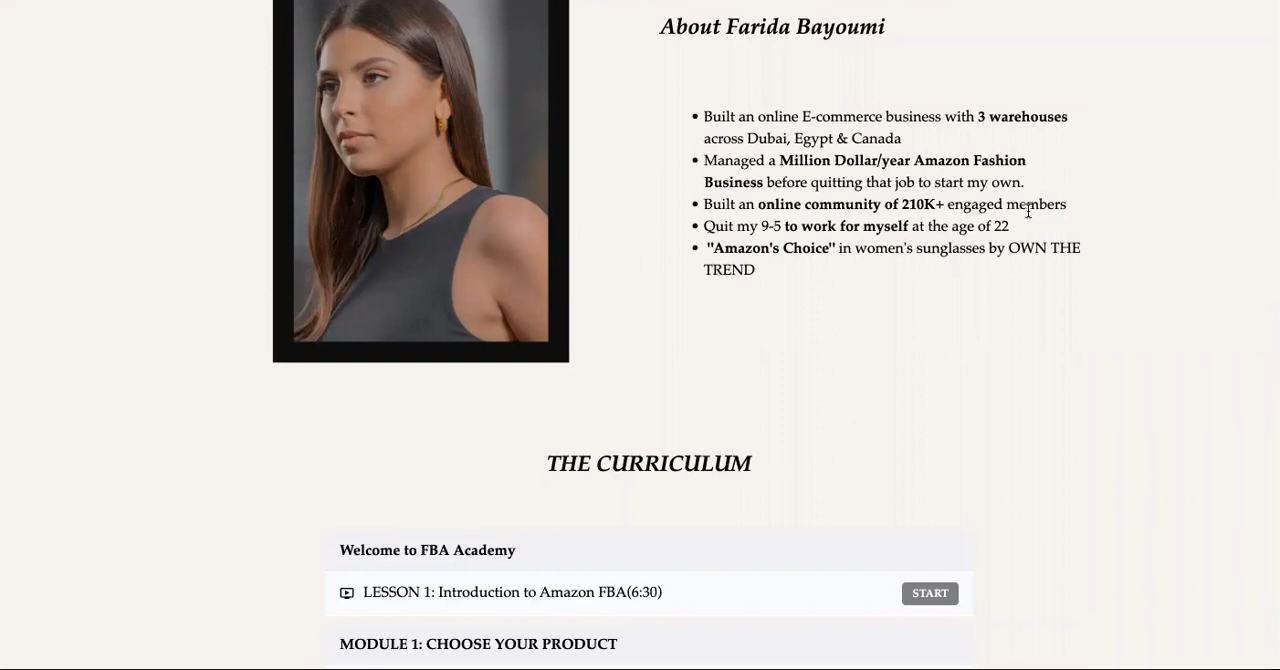 About Farida Bayoumi
• Built an online E-commerce business with 3 warehouses
across Dubai, Egypt & Canada
• Managed a Million Dollar/year Amazon Fashion
Business before quitting that job to start my own.
• Built an online community of 210K+ engaged members
• Quit my 9-5 to work for myself at the age of 22
• "Amazon's Choice" in women's sunglasses by OWN THE
TREND
THE CURRICULUM
Welcome to FBA Academy
LESSON 1: Introduction to Amazon FBA(6:30)
START
MODULE 1: CHOOSE YOUR PRODUCT